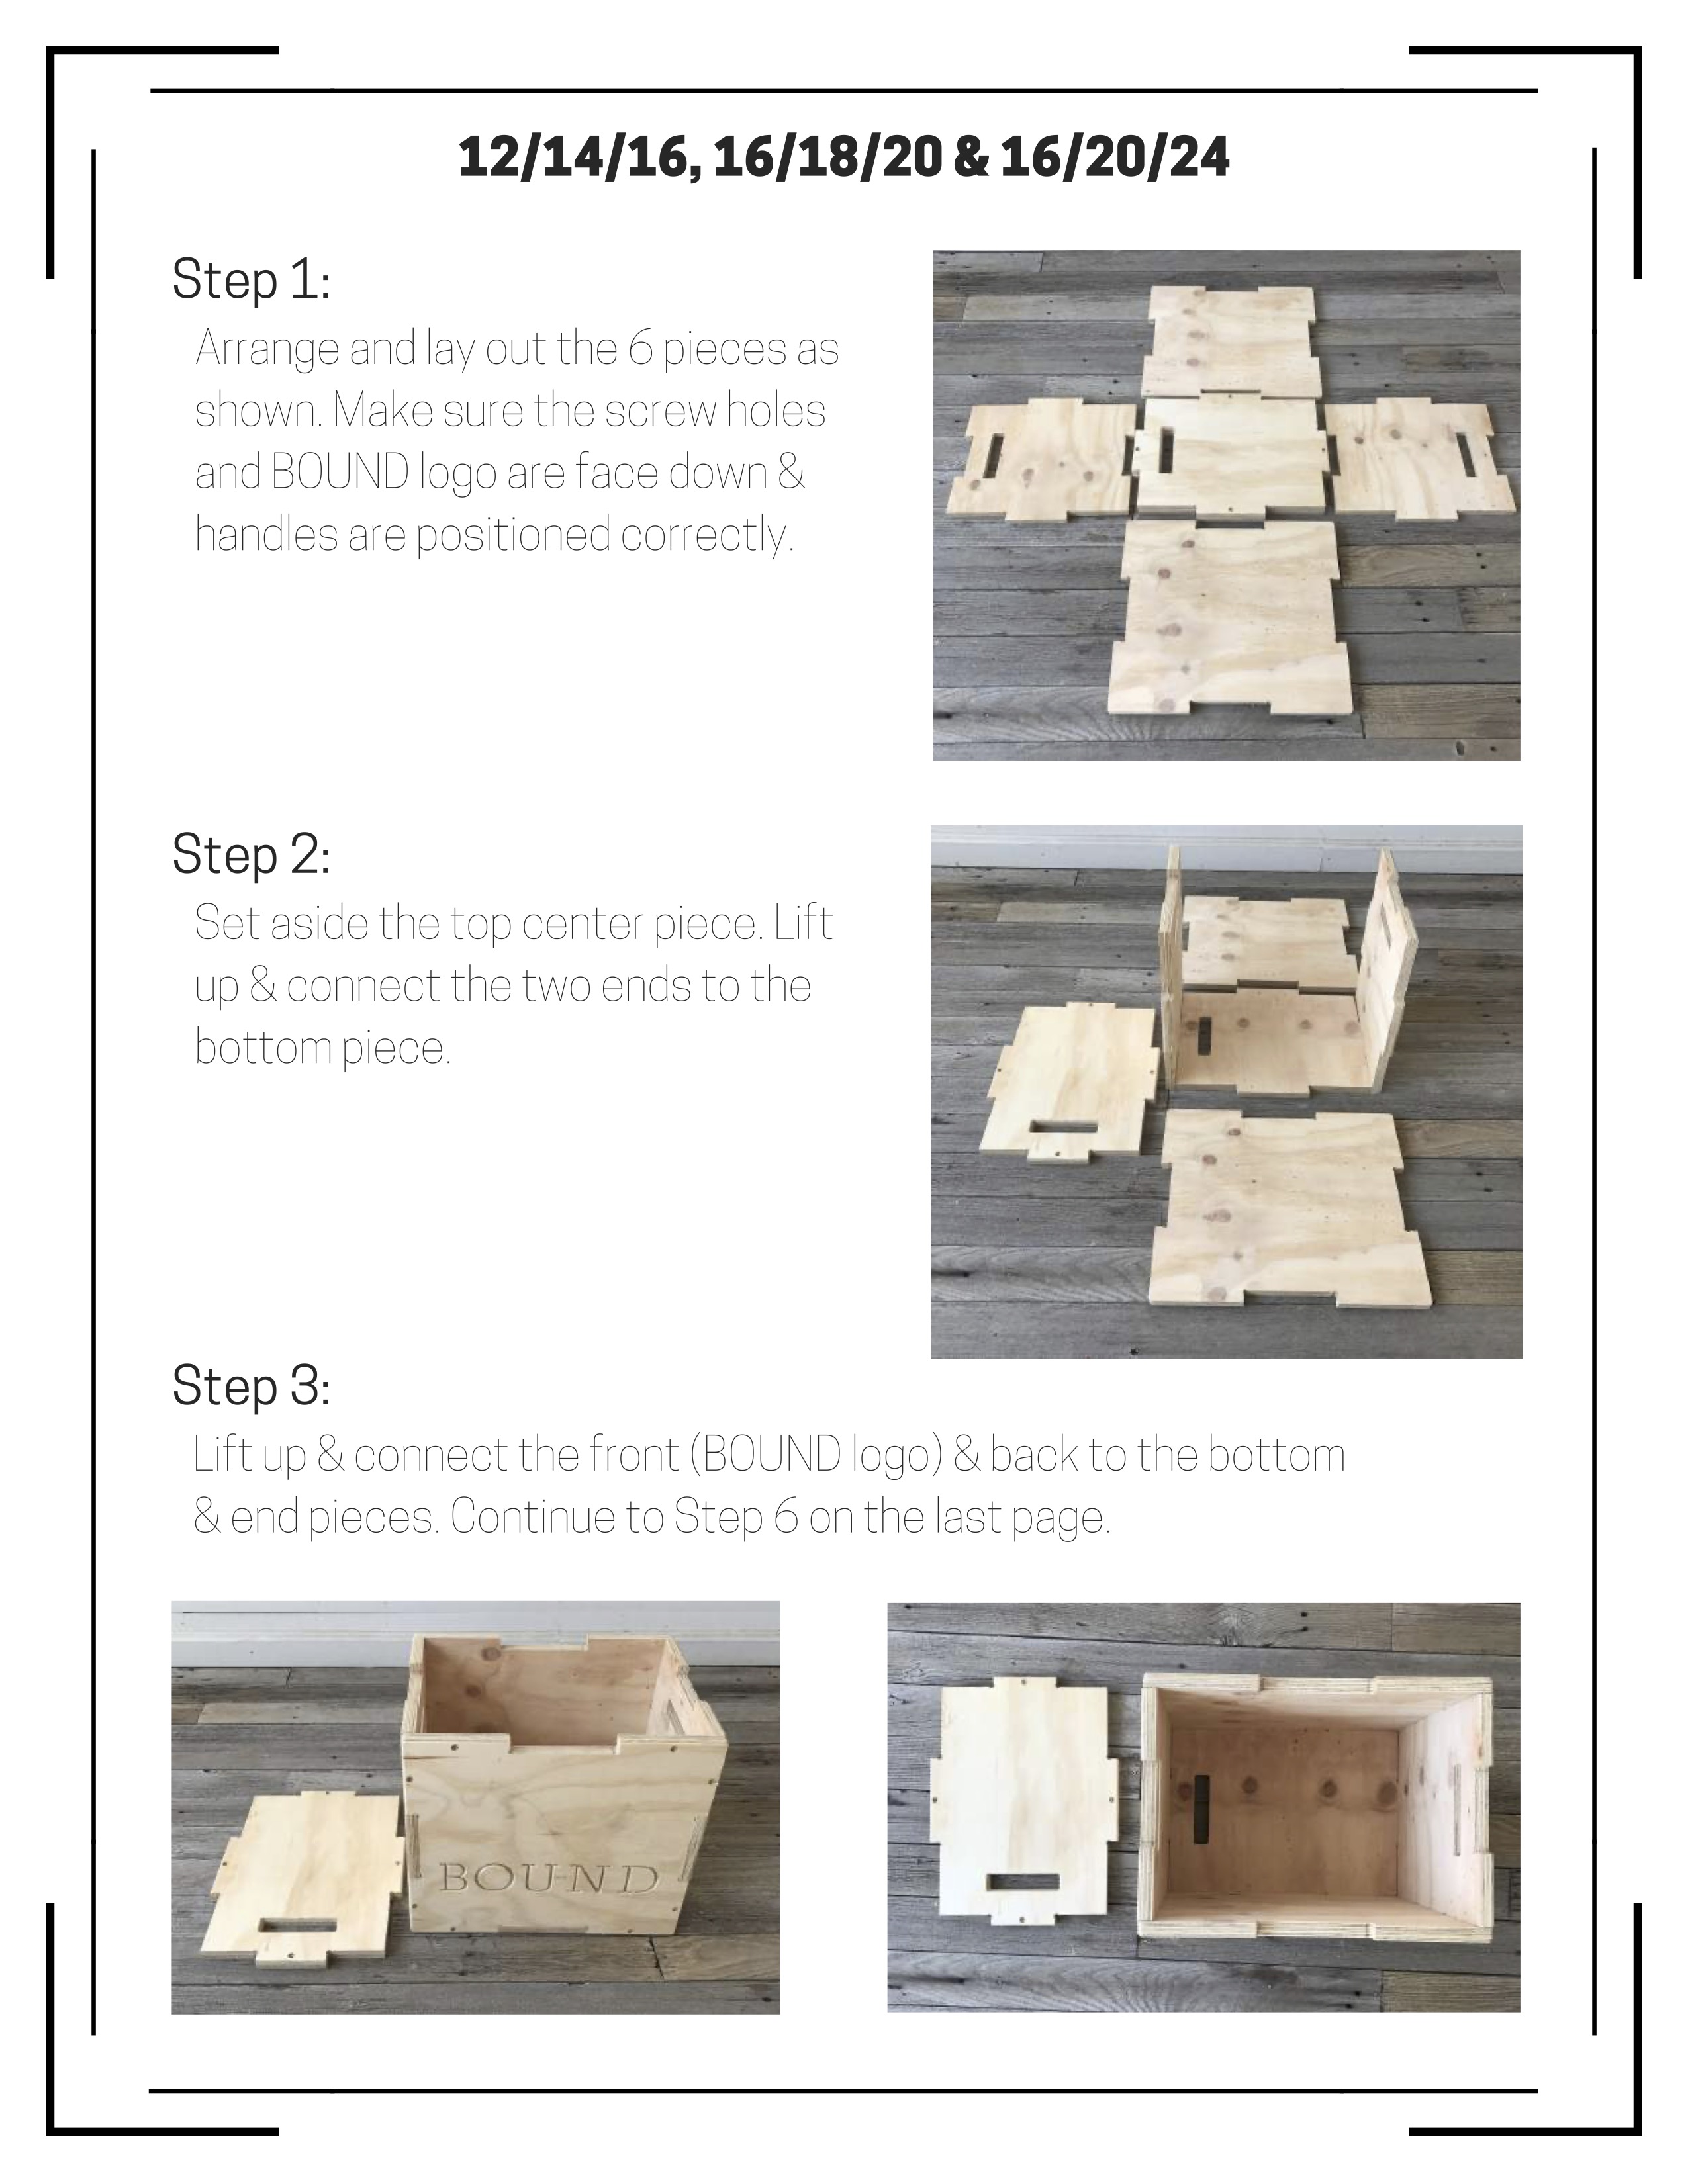 12/14/16, 16/18/20 & 16/20/24
Step 1:
Arrange and lay out the 6 pieces as
shown. Make sure the screw holes
and BOUND logo are face down &
handles are positioned correctly.
Step 2:
Set aside the top center piece. Lift
up & connect the two ends to the
bottom piece.
Step 3:
Lift up & connect the front (BOUND logo) & back to the bottom
& end pieces. Continue to Step 6 on the last page.
BOUND